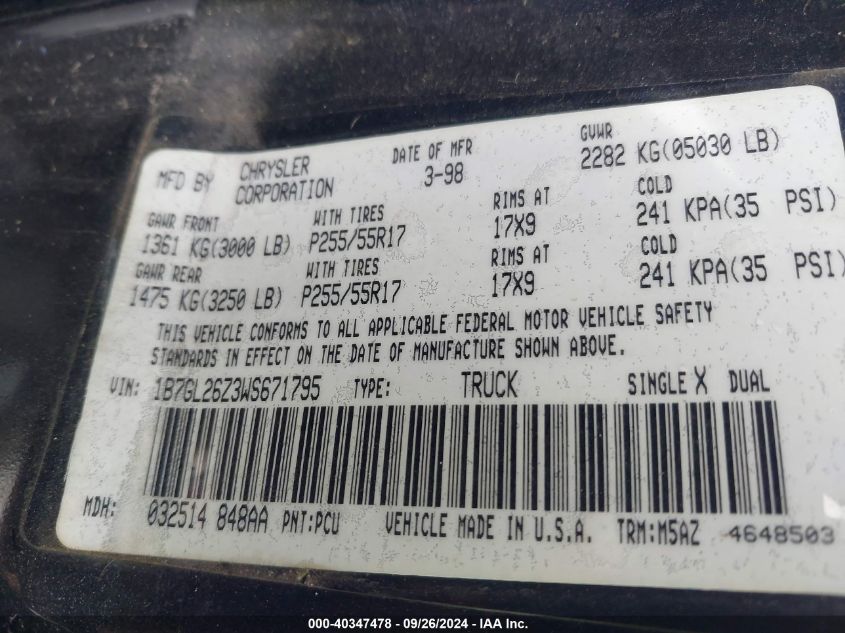 MFD BY CHRYSLER CORPORATION DATE OF MFR 3-98 GVWR 2282 KG(05030 LB)
GAWR FRONT WITH TIRES RIMS AT COLD
1361 KG(3000 LB) P255/55R17 17X9 241 KPA(35 PSI)
GAWR REAR WITH TIRES RIMS AT COLD
1475 KG(3250 LB) P255/55R17 17X9 241 KPA(35 PSI)
THIS VEHICLE CONFORMS TO ALL APPLICABLE FEDERAL MOTOR VEHICLE SAFETY
STANDARDS IN EFFECT ON THE DATE OF MANUFACTURE SHOWN ABOVE.
VIN: 1B7GL26Z3WS671795 TYPE: TRUCK SINGLE X DUAL
MDH: 032514 848AA PNT:PCU VEHICLE MADE IN U.S.A. TRM:M5AZ 4648503
000-40347478 - 09/26/2024 - IAA Inc.